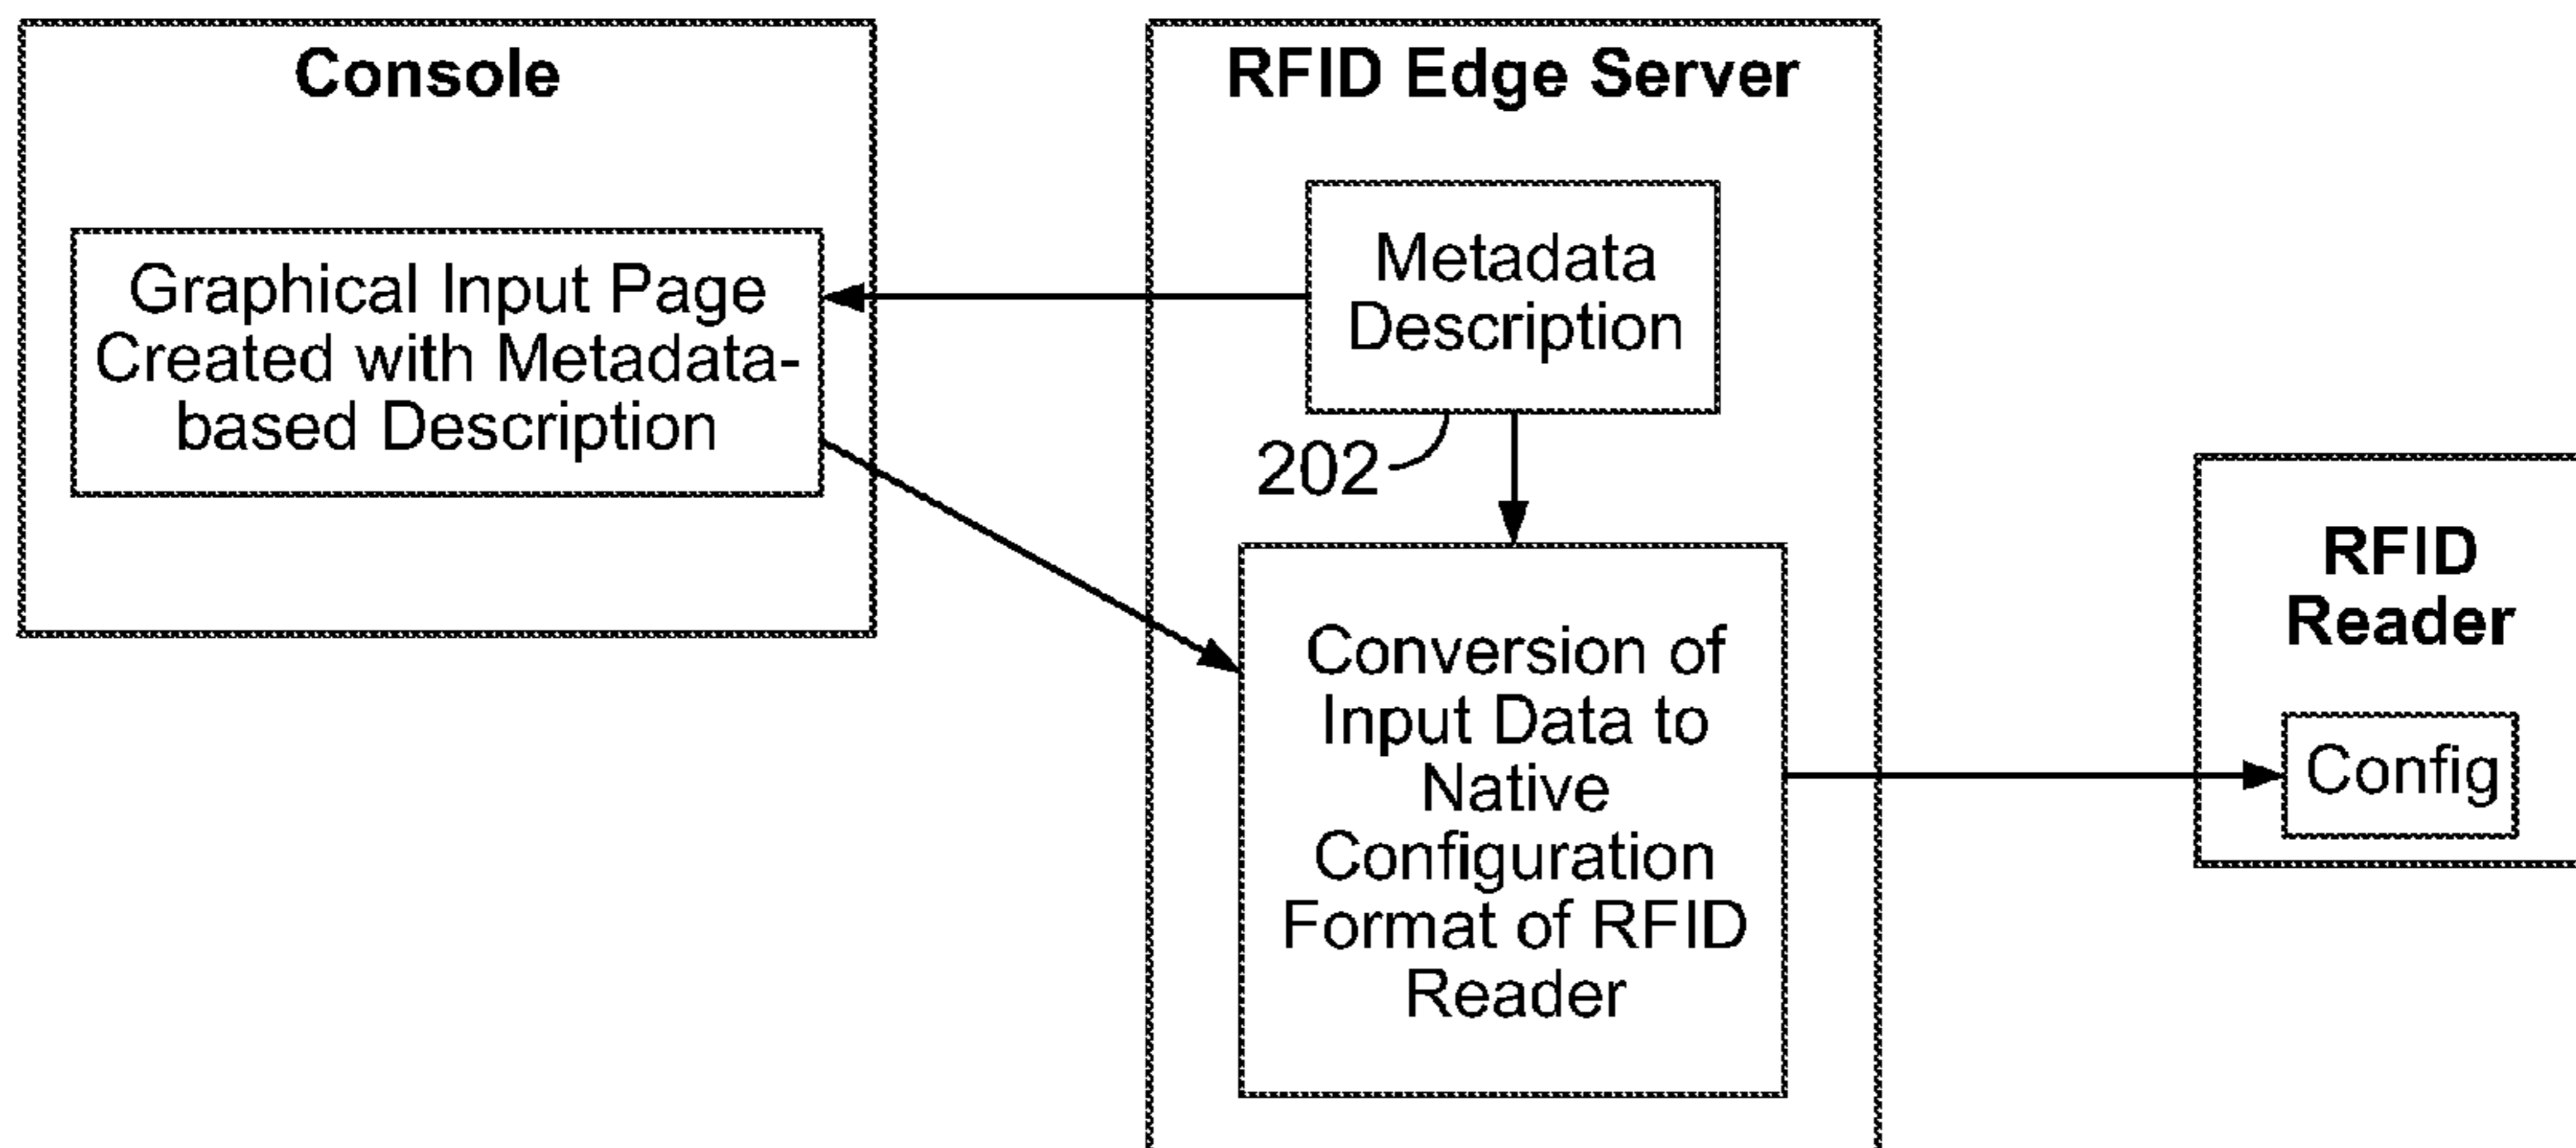 Console
Graphical Input Page
Created with Metadata-
based Description
RFID Edge Server
Metadata
Description
202
Conversion of
Input Data to
Native
Configuration
Format of RFID
Reader
RFID
Reader
Config